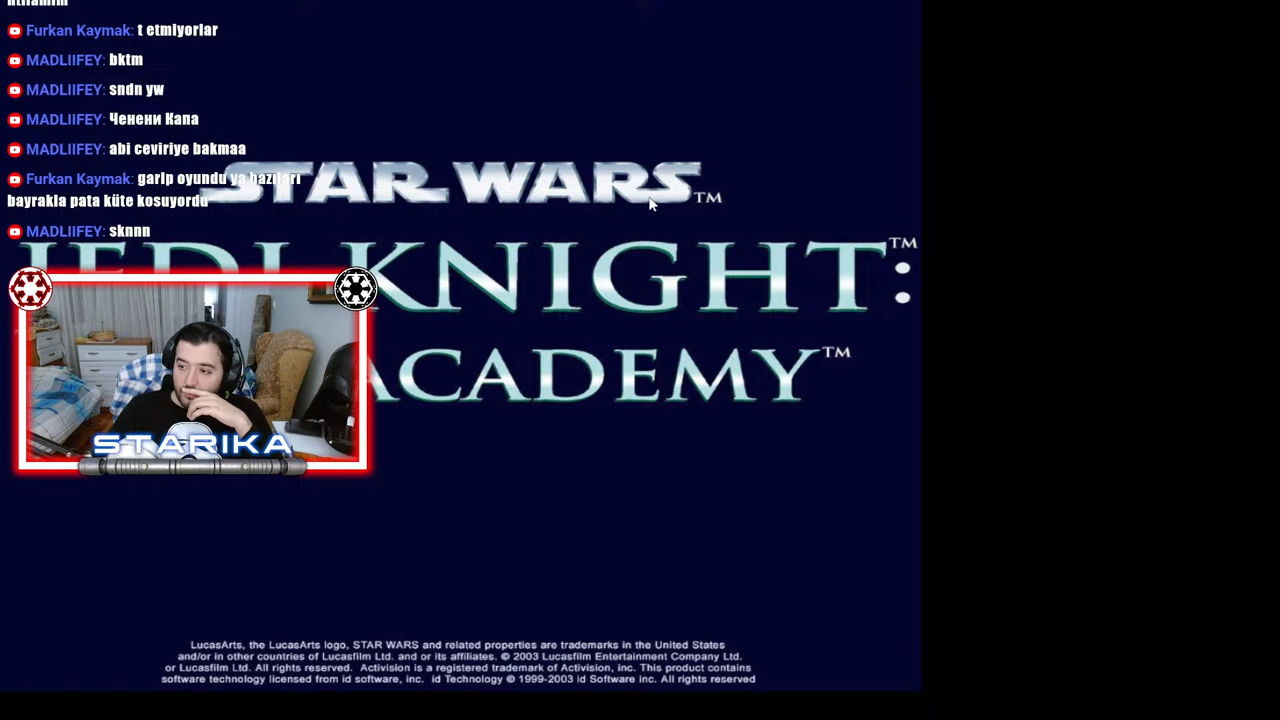 Furkan Kaymak: t etmiyorlar
MADLIIFEY: bktm
MADLIIFEY: sndn yw
MADLIIFEY: Ченени Капа
MADLIIFEY: abi ceviriye bakmaa
Furkan Kaymak: garip oyundu ya bazıları
bayrakla pata küte kosuyordu
MADLIIFEY: sknnn
STAR WARS™
JEDI KNIGHT™:
ACADEMY™
STARIKA
LucasArts, the LucasArts logo, STAR WARS and related properties are trademarks in the United States
and/or in other countries of Lucasfilm Ltd. and or its affiliates. © 2003 Lucasfilm Entertainment Company Ltd.
or Lucasfilm Ltd. All rights reserved. Activision is a registered trademark of Activision, inc. This product contains
software technology licensed from id software, inc. id Technology © 1999-2003 id Software inc. All rights reserved